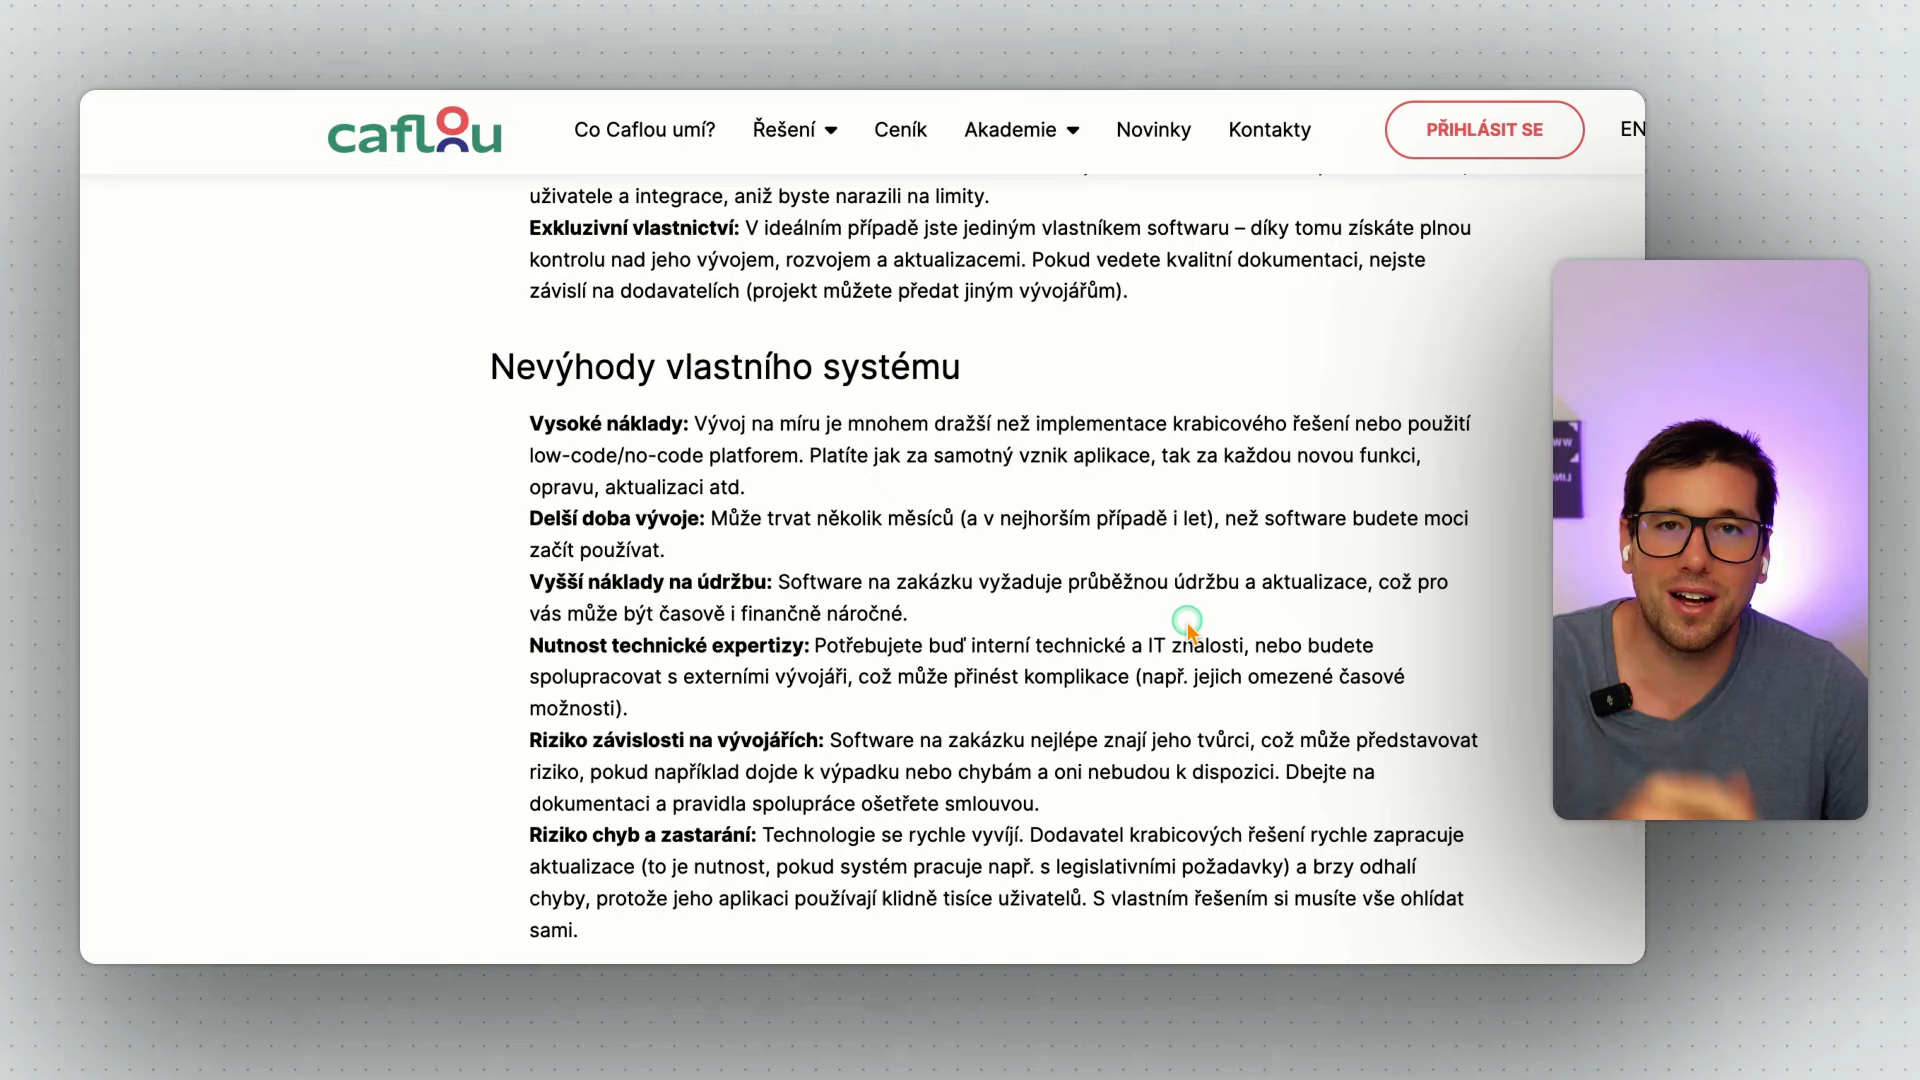 caflou
Co Caflou umí? Řešení Ceník Akademie Novinky Kontakty PŘIHLÁSIT SE EN
uživatele a integrace, aniž byste narazili na limity.
Exkluzivní vlastnictví: V ideálním případě jste jediným vlastníkem softwaru – díky tomu získáte plnou
kontrolu nad jeho vývojem, rozvojem a aktualizacemi. Pokud vedete kvalitní dokumentaci, nejste
závislí na dodavatelích (projekt můžete předat jiným vývojářům).
Nevýhody vlastního systému
Vysoké náklady: Vývoj na míru je mnohem dražší než implementace krabicového řešení nebo použití
low-code/no-code platforem. Platíte jak za samotný vznik aplikace, tak za každou novou funkci,
opravu, aktualizaci atd.
Delší doba vývoje: Může trvat několik měsíců (a v nejhorším případě i let), než software budete moci
začít používat.
Vyšší náklady na údržbu: Software na zakázku vyžaduje průběžnou údržbu a aktualizace, což pro
vás může být časově i finančně náročné.
Nutnost technické expertizy: Potřebujete buď interní technické a IT znalosti, nebo budete
spolupracovat s externími vývojáři, což může přinést komplikace (např. jejich omezené časové
možnosti).
Riziko závislosti na vývojářích: Software na zakázku nejlépe znají jeho tvůrci, což může představovat
riziko, pokud například dojde k výpadku nebo chybám a oni nebudou k dispozici. Dbejte na
dokumentaci a pravidla spolupráce ošetřete smlouvou.
Riziko chyb a zastarání: Technologie se rychle vyvíjí. Dodavatel krabicových řešení rychle zapracuje
aktualizace (to je nutnost, pokud systém pracuje např. s legislativními požadavky) a brzy odhalí
chyby, protože jeho aplikaci používají klidně tisíce uživatelů. S vlastním řešením si musíte vše ohlídat
sami.